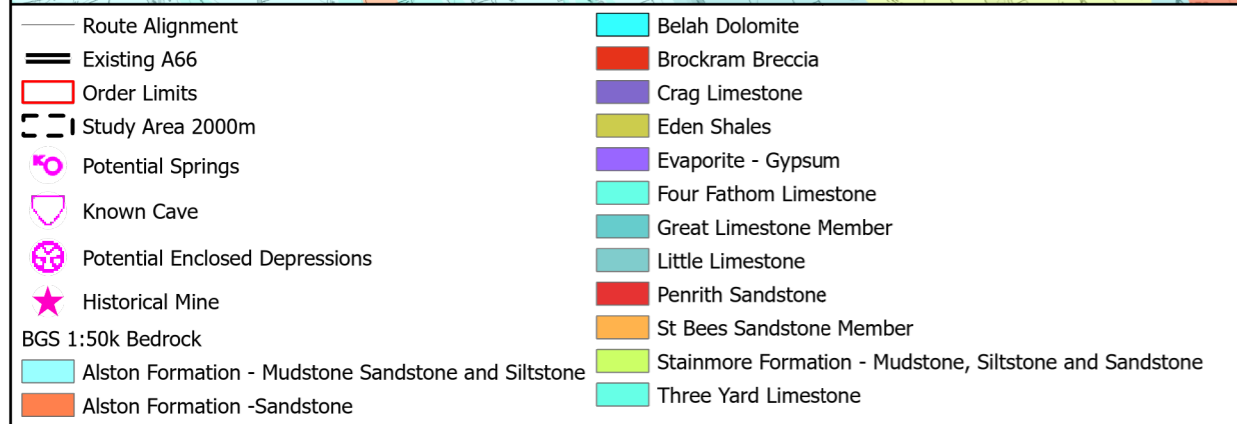 Route Alignment
Existing A66
Order Limits
Study Area 2000m
Potential Springs
Known Cave
Potential Enclosed Depressions
Historical Mine
BGS 1:50k Bedrock
Alston Formation - Mudstone Sandstone and Siltstone
Alston Formation -Sandstone
Belah Dolomite
Brockram Breccia
Crag Limestone
Eden Shales
Evaporite - Gypsum
Four Fathom Limestone
Great Limestone Member
Little Limestone
Penrith Sandstone
St Bees Sandstone Member
Stainmore Formation - Mudstone, Siltstone and Sandstone
Three Yard Limestone